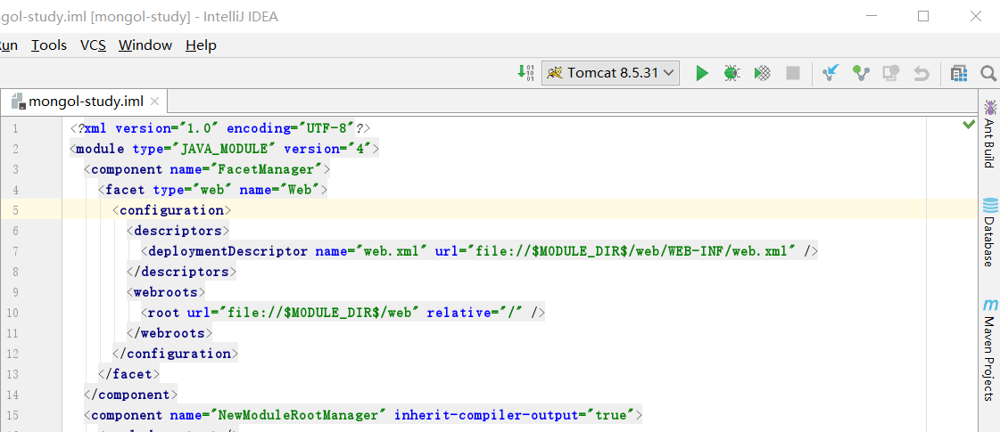 gol-study.iml [mongol-study] - IntelliJ IDEA
un Tools VCS Window Help
Tomcat 8.5.31
mongol-study.iml
1 <?xml version="1.0" encoding="UTF-8"?>
2 <module type="JAVA_MODULE" version="4">
3 <component name="FacetManager">
4 <facet type="web" name="Web">
5 <configuration>
6 <descriptors>
7 <deploymentDescriptor name="web.xml" url="file://$MODULE_DIR$/web/WEB-INF/web.xml" />
8 </descriptors>
9 <webroots>
10 <root url="file://$MODULE_DIR$/web" relative="/" />
11 </webroots>
12 </configuration>
13 </facet>
14 </component>
15 <component name="NewModuleRootManager" inherit-compiler-output="true">
Ant Build
Database
Maven Projects